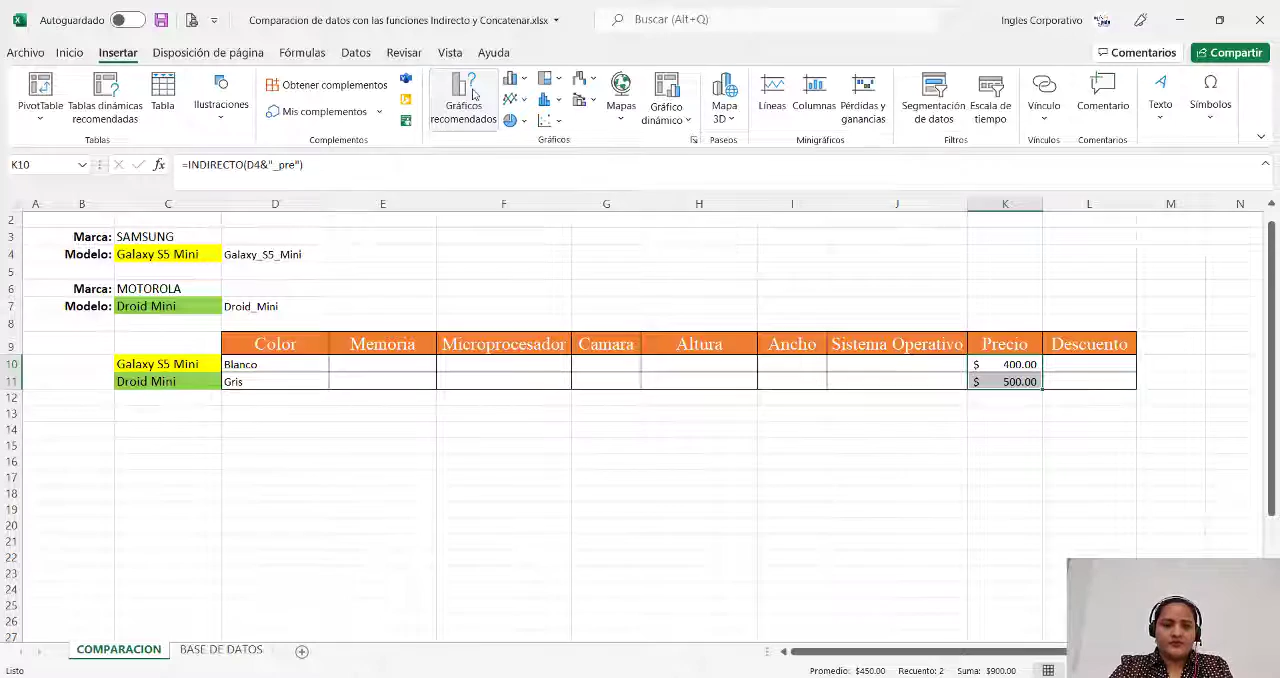 Autoguardado Comparacion de datos con las funciones Indirecto y Concatenar.xlsx Buscar (Alt+Q) Ingles Corporativo
Archivo Inicio Insertar Disposición de página Fórmulas Datos Revisar Vista Ayuda Comentarios Compartir
PivotTable Tablas dinámicas recomendadas Tabla Ilustraciones
Obtener complementos
Mis complementos
Gráficos recomendados Mapas Gráfico dinámico Mapa 3D Líneas Columnas Pérdidas y ganancias Segmentación de datos Escala de tiempo Vínculo Comentario Texto Símbolos
Tablas Complementos Gráficos Paseos Minigráficos Filtros Vínculos Comentarios
K10 fx =INDIRECTO(D4&"_pre")
A B C D E F G H I J K L M N
2
3 Marca: SAMSUNG
4 Modelo: Galaxy S5 Mini Galaxy_S5_Mini
5
6 Marca: MOTOROLA
7 Modelo: Droid Mini Droid_Mini
8
9 Color Memoria Microprocesador Camara Altura Ancho Sistema Operativo Precio Descuento
10 Galaxy S5 Mini Blanco $ 400.00
11 Droid Mini Gris $ 500.00
12
13
14
15
16
17
18
19
20
21
22
23
24
25
26
27
COMPARACION BASE DE DATOS
Listo Promedio: $450.00 Recuento: 2 Suma: $900.00